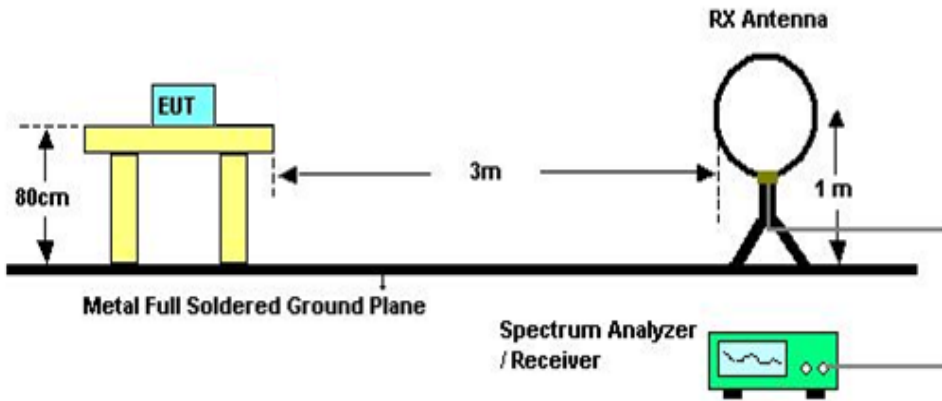 RX Antenna
EUT
3m
80cm
1 m
Metal Full Soldered Ground Plane
Spectrum Analyzer
/ Receiver